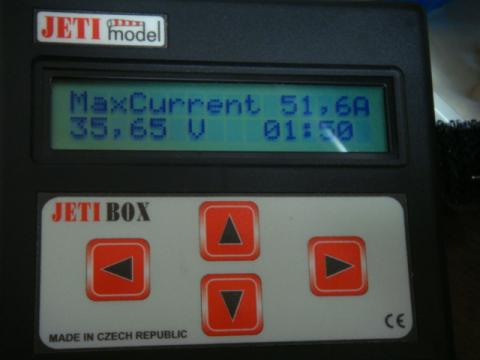 JETI model
MaxCurrent 51,6A
35,65 V 01:50
JETI BOX
MADE IN CZECH REPUBLIC
CE